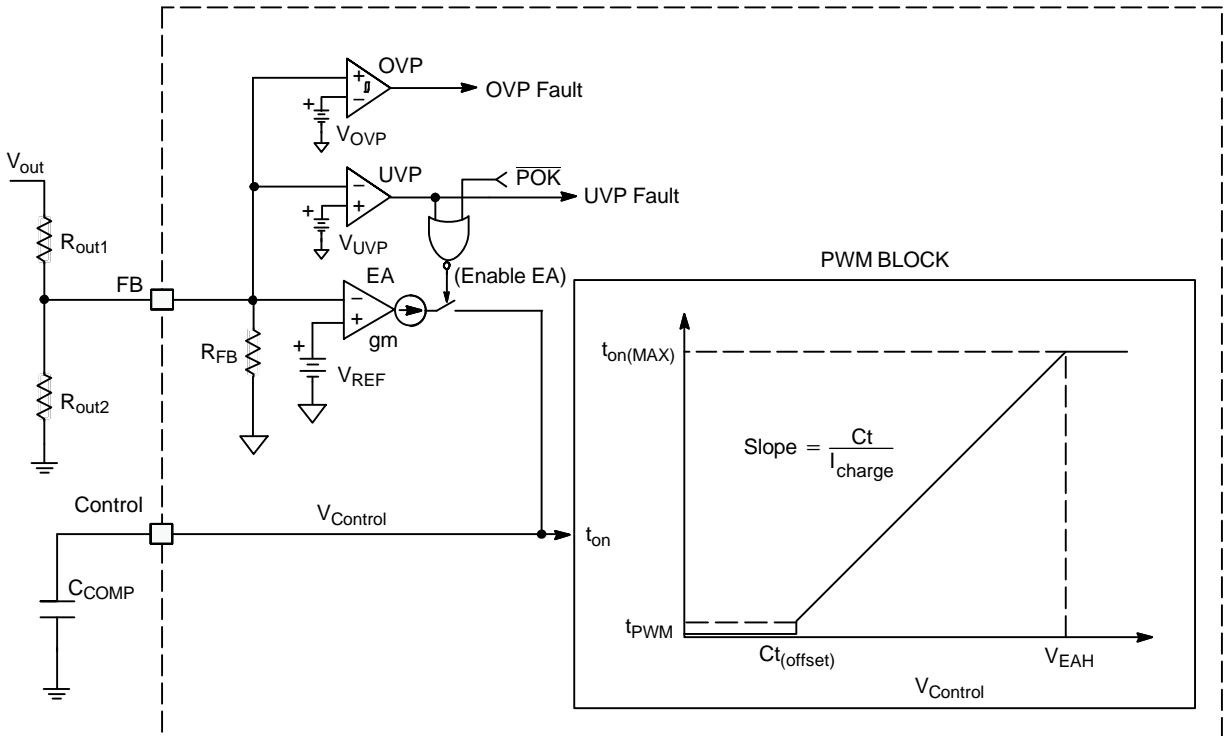 OVP
+
−
OVP Fault
+
V_OVP
V_out
UVP
POK
−
+
UVP Fault
+
V_UVP
R_out1
EA
(Enable EA)
PWM BLOCK
FB
−
+
gm
R_FB
+
V_REF
t_on(MAX)
R_out2
Slope = Ct / I_charge
Control
V_Control
t_on
C_COMP
t_PWM
Ct_(offset)
V_EAH
V_Control